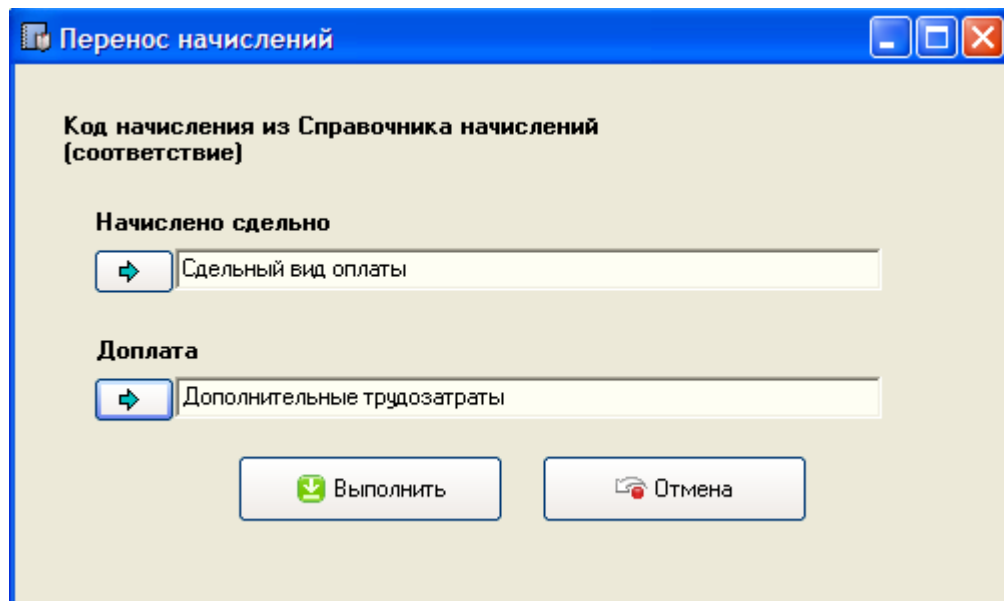 Перенос начислений
Код начисления из Справочника начислений
(соответствие)
Начислено сдельно
Сдельный вид оплаты
Доплата
Дополнительные трудозатраты
Выполнить
Отмена